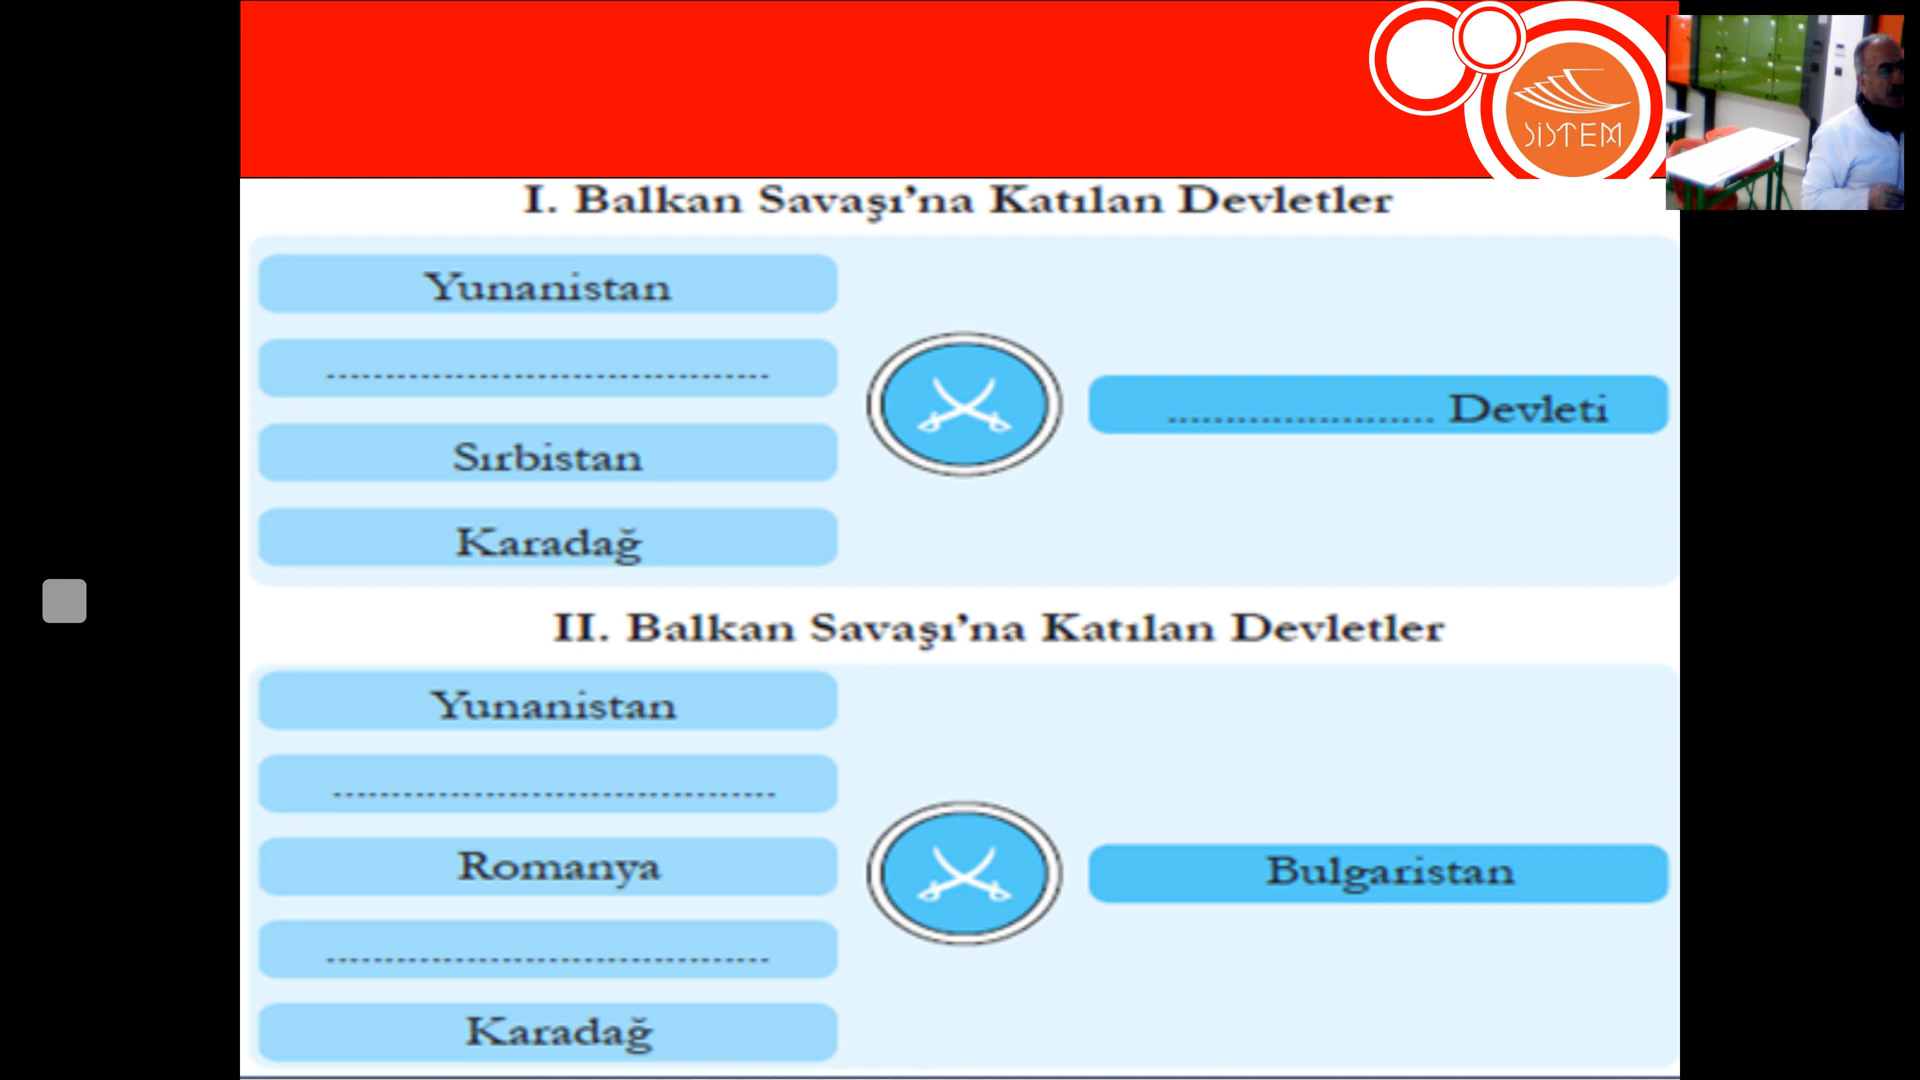 SİSTEM
I. Balkan Savaşı'na Katılan Devletler
Yunanistan
......................................
Sırbistan
Karadağ
....................... Devleti
II. Balkan Savaşı'na Katılan Devletler
Yunanistan
......................................
Romanya
......................................
Karadağ
Bulgaristan